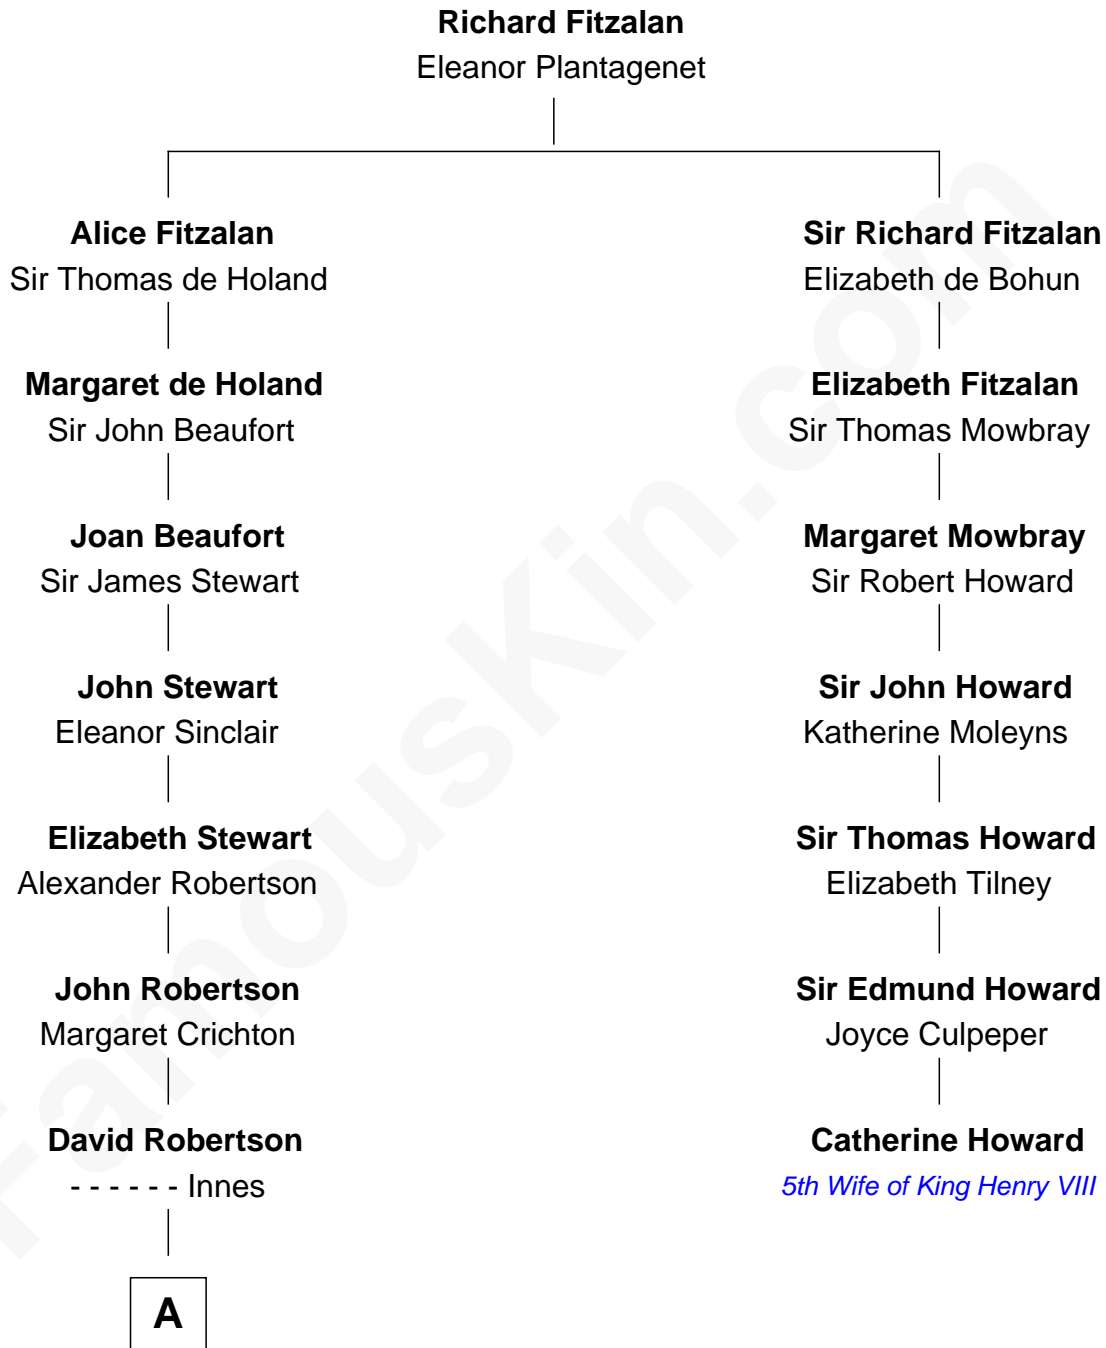 Richard Fitzalan
Eleanor Plantagenet
Alice Fitzalan
Sir Thomas de Holand
Sir Richard Fitzalan
Elizabeth de Bohun
Margaret de Holand
Sir John Beaufort
Elizabeth Fitzalan
Sir Thomas Mowbray
Joan Beaufort
Sir James Stewart
Margaret Mowbray
Sir Robert Howard
John Stewart
Eleanor Sinclair
Sir John Howard
Katherine Moleyns
Elizabeth Stewart
Alexander Robertson
Sir Thomas Howard
Elizabeth Tilney
John Robertson
Margaret Crichton
Sir Edmund Howard
Joyce Culpeper
David Robertson
- - - - - - Innes
Catherine Howard
5th Wife of King Henry VIII
A
FamousKin.com